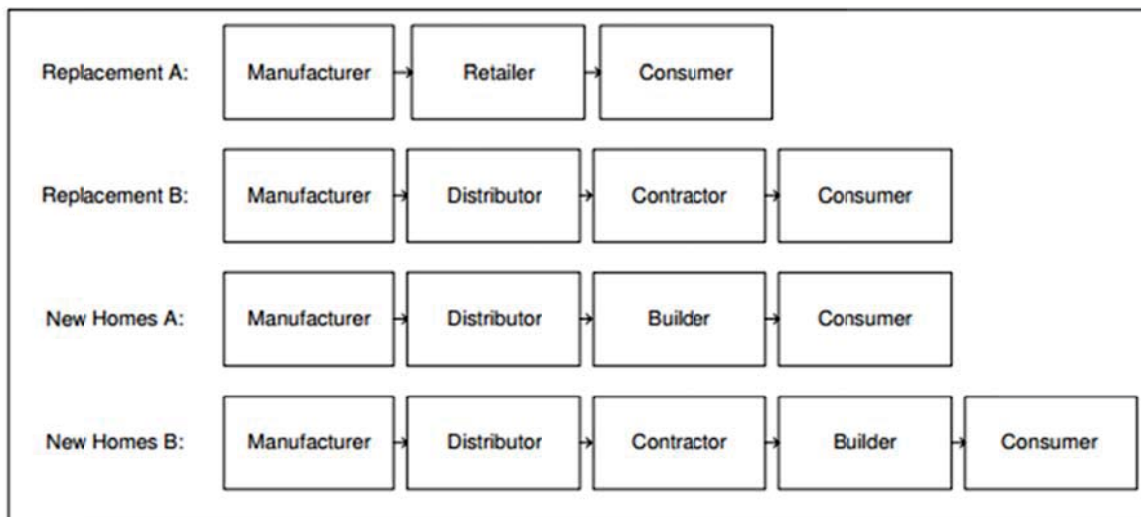 Replacement A: Manufacturer Retailer Consumer
Replacement B: Manufacturer Distributor Contractor Consumer
New Homes A: Manufacturer Distributor Builder Consumer
New Homes B: Manufacturer Distributor Contractor Builder Consumer